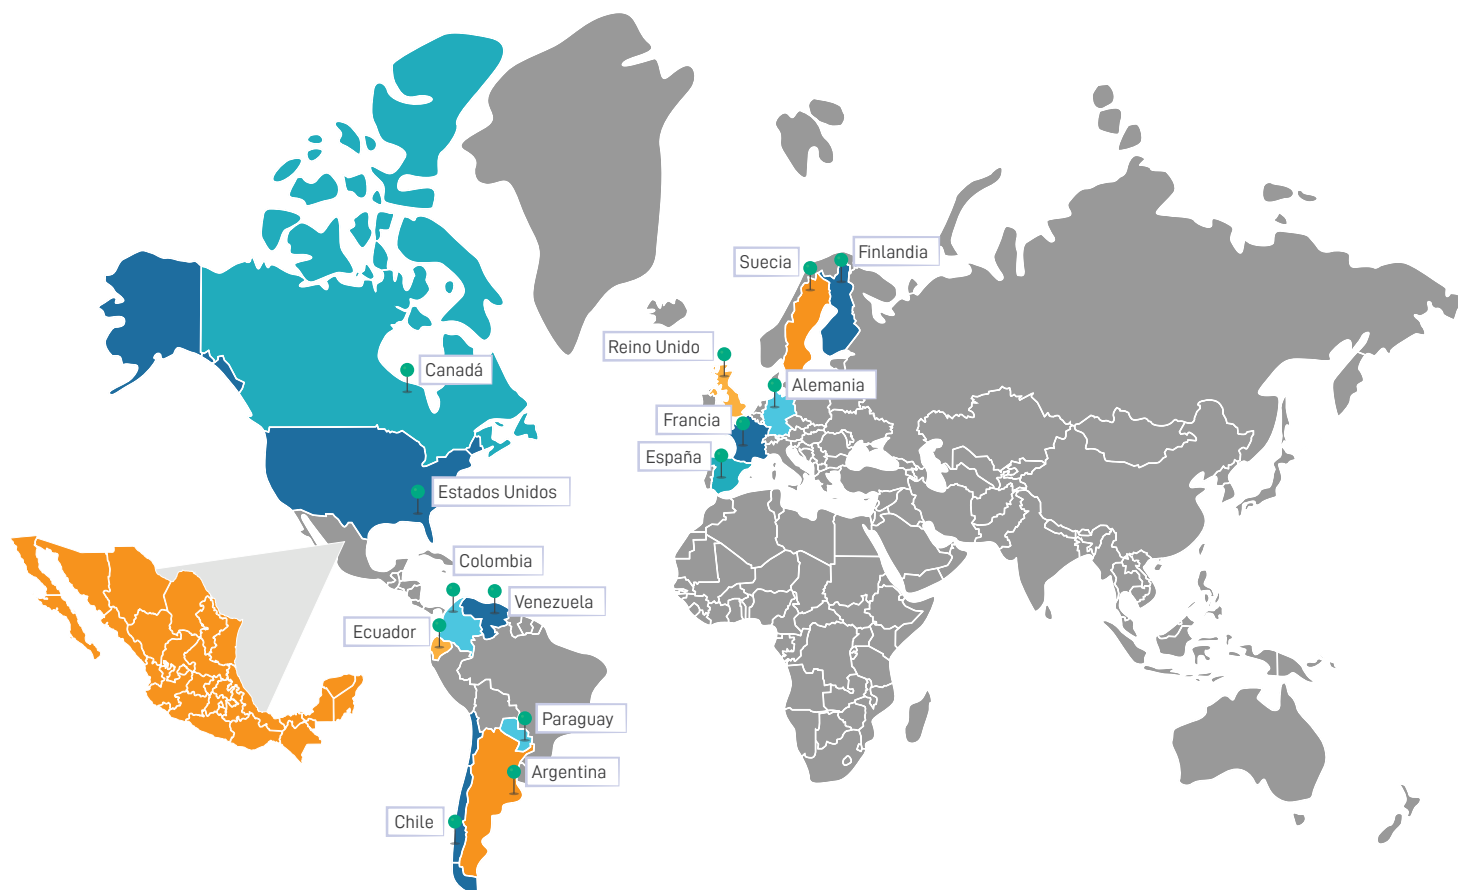 Finlandia
Suecia
Reino Unido
Canadá
Alemania
Francia
España
Estados Unidos
Colombia
Venezuela
Ecuador
Paraguay
Argentina
Chile